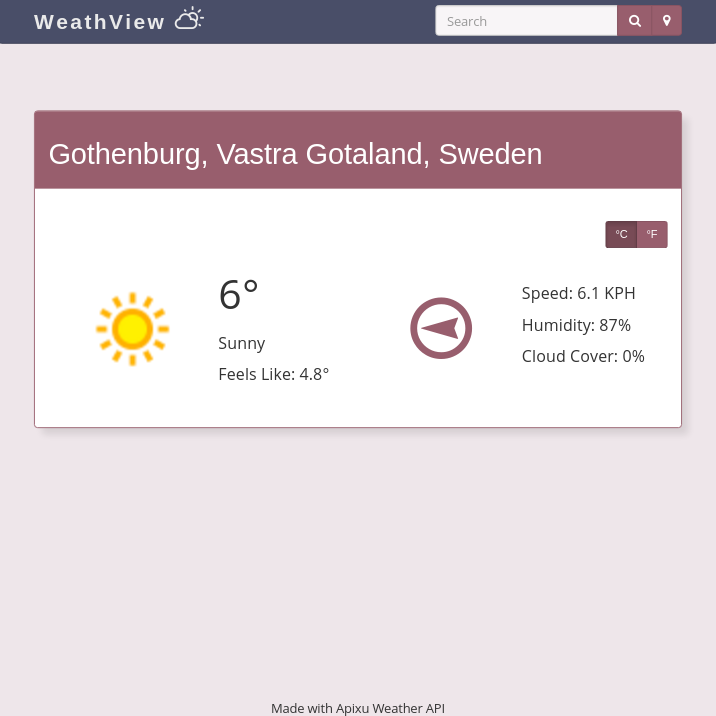 WeathView
Search
Gothenburg, Vastra Gotaland, Sweden
°C °F
6°
Sunny
Feels Like: 4.8°
Speed: 6.1 KPH
Humidity: 87%
Cloud Cover: 0%
Made with Apixu Weather API